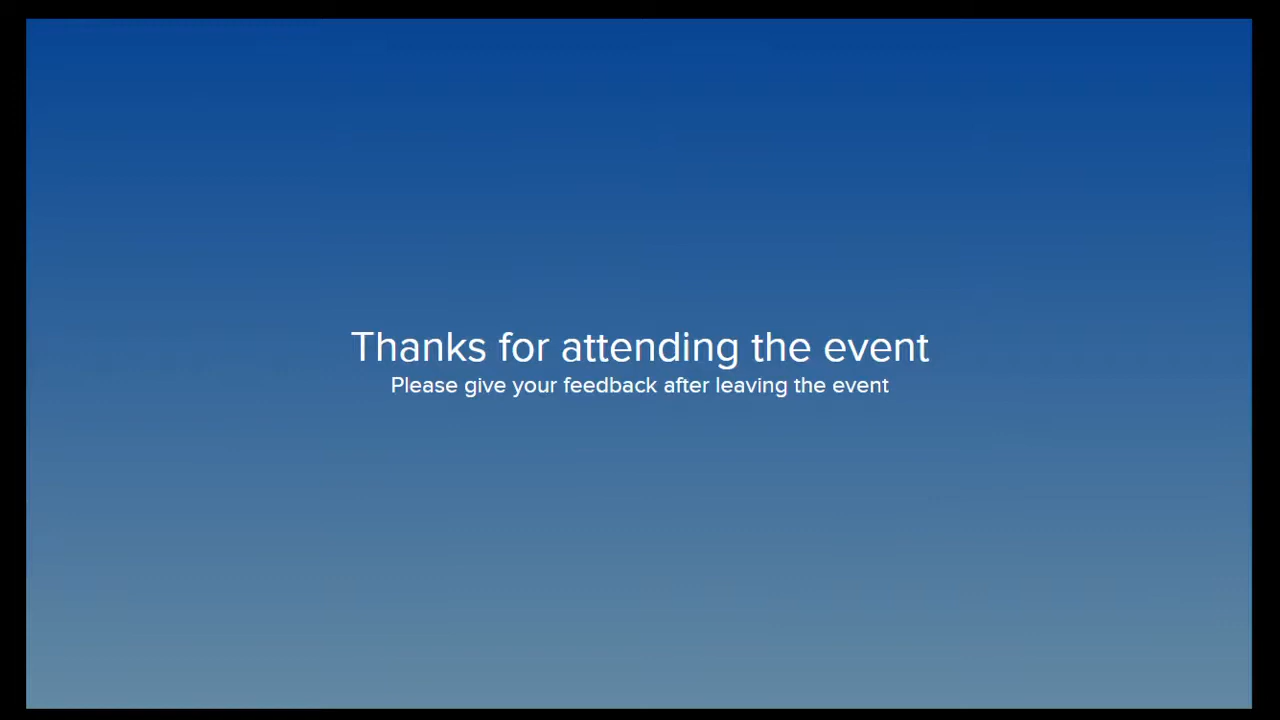 Thanks for attending the event
Please give your feedback after leaving the event